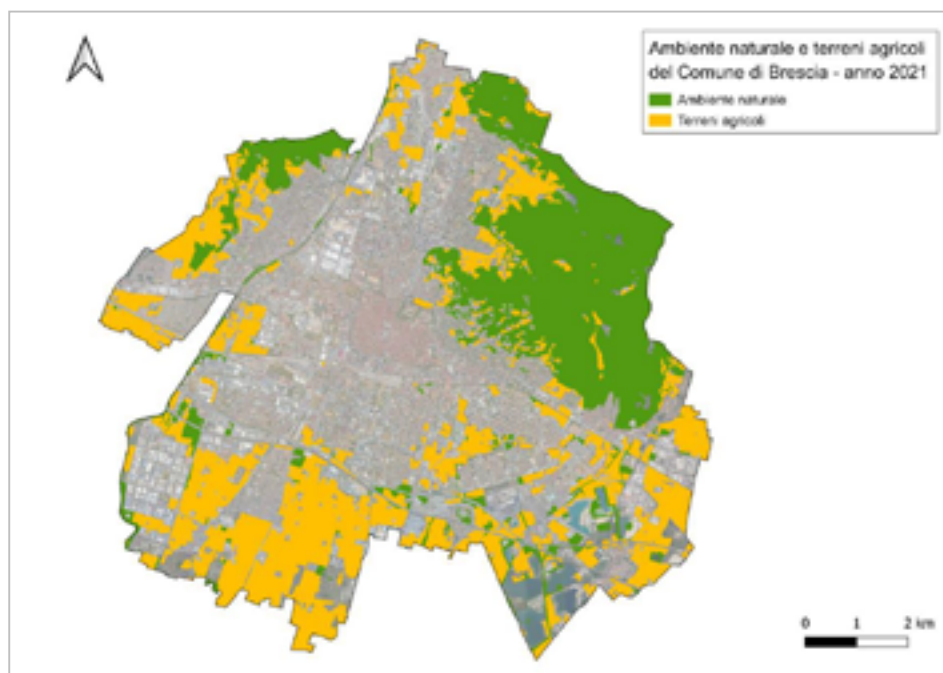 Ambiente naturale e terreni agricoli
del Comune di Brescia - anno 2021
Ambiente naturale
Terreni agricoli
0 1 2 km